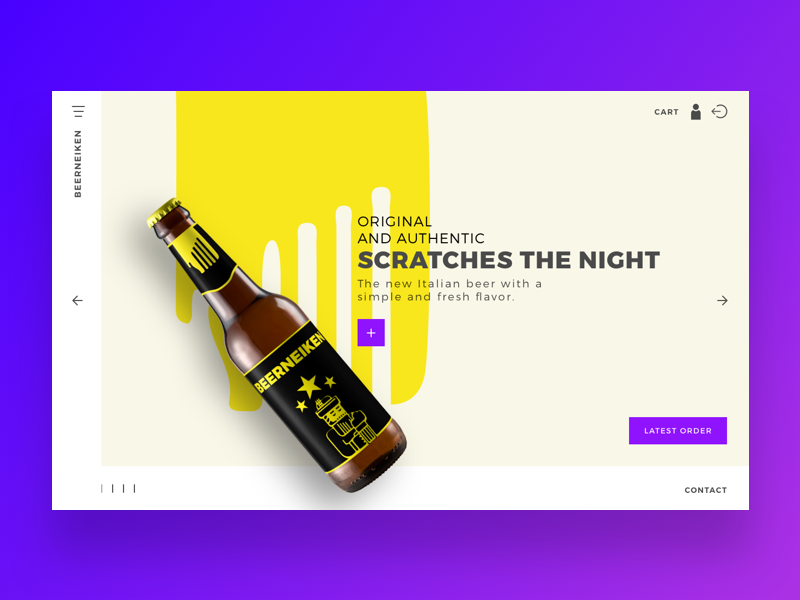 CART
BEERNEIKEN
ORIGINAL
AND AUTHENTIC
SCRATCHES THE NIGHT
The new Italian beer with a
simple and fresh flavor.
+
BEERNEIKEN
LATEST ORDER
CONTACT